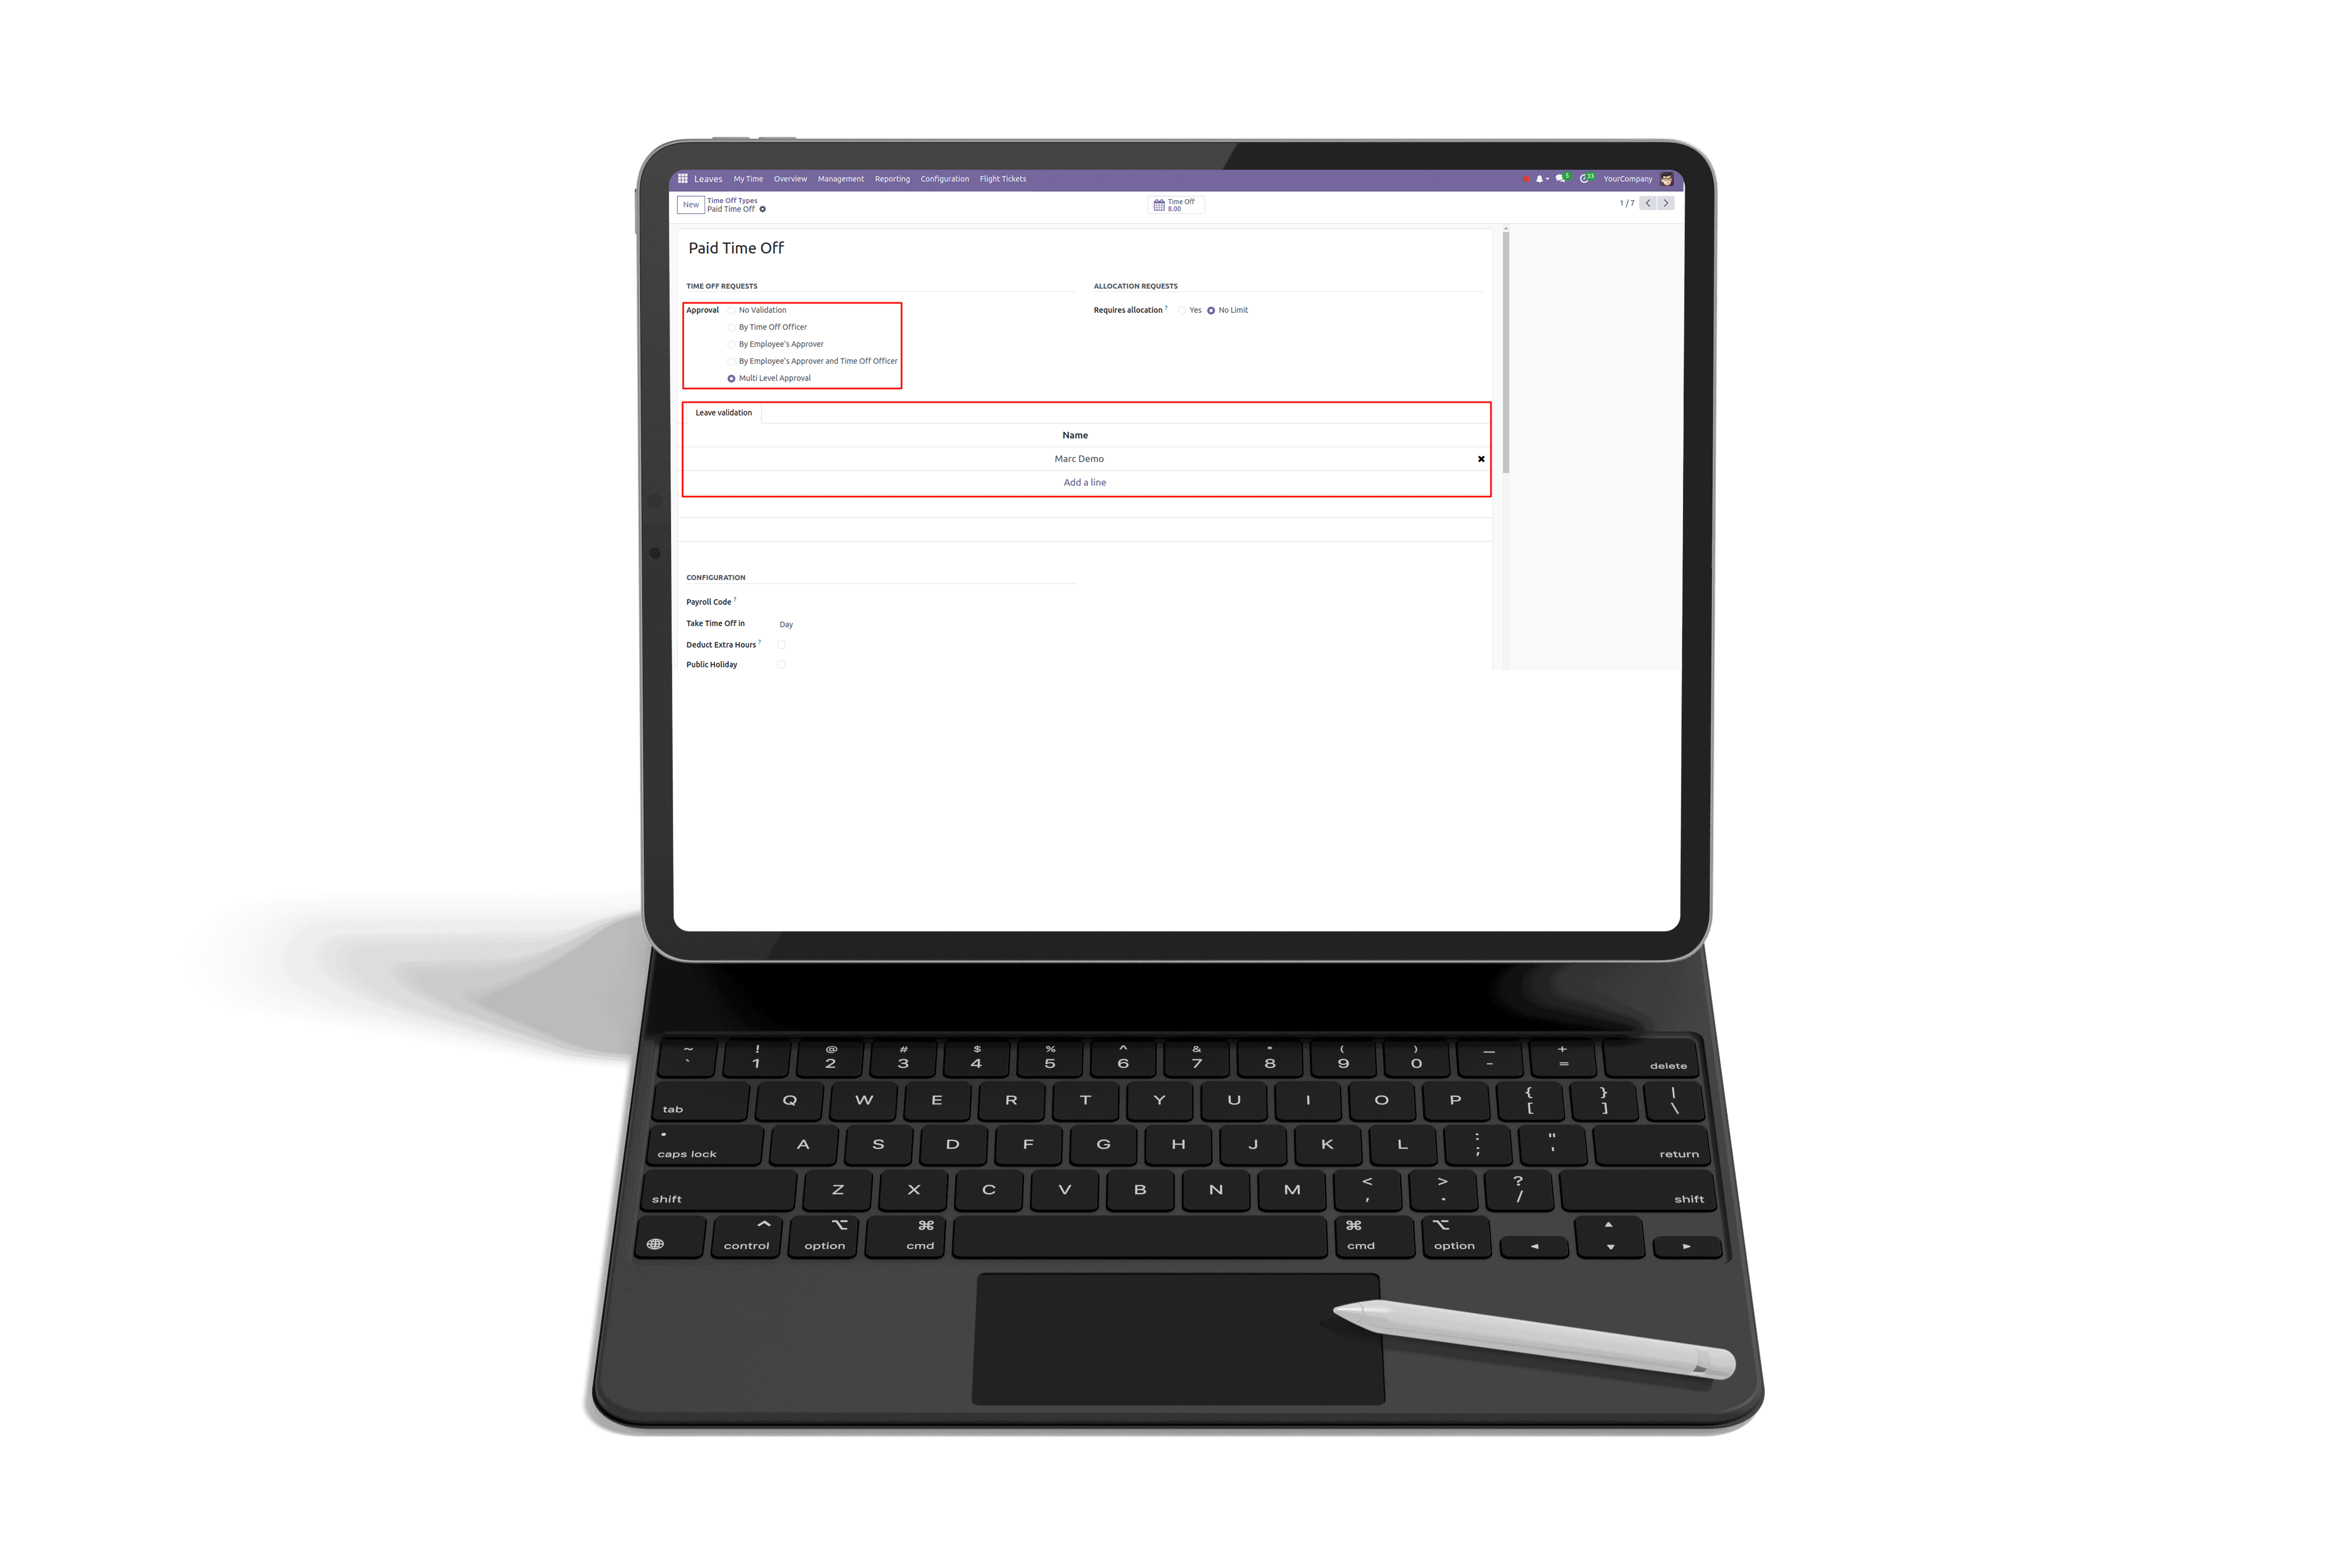 Leaves My Time Overview Management Reporting Configuration Flight Tickets 5 33 YourCompany
New Time Off Types
Paid Time Off
Time Off
8.00
1 / 7
Paid Time Off
TIME OFF REQUESTS
ALLOCATION REQUESTS
Approval No Validation
By Time Off Officer
By Employee's Approver
By Employee's Approver and Time Off Officer
Multi Level Approval
Requires allocation ? Yes No Limit
Leave validation
Name
Marc Demo
Add a line
CONFIGURATION
Payroll Code ?
Take Time Off in Day
Deduct Extra Hours ?
Public Holiday
~ ! @ # $ % ^ & * ( ) _ +
` 1 2 3 4 5 6 7 8 9 0 - = delete
tab Q W E R T Y U I O P { [ } ] | \
caps lock A S D F G H J K L : ; " ' return
shift Z X C V B N M < , > . ? / shift
control option cmd cmd option